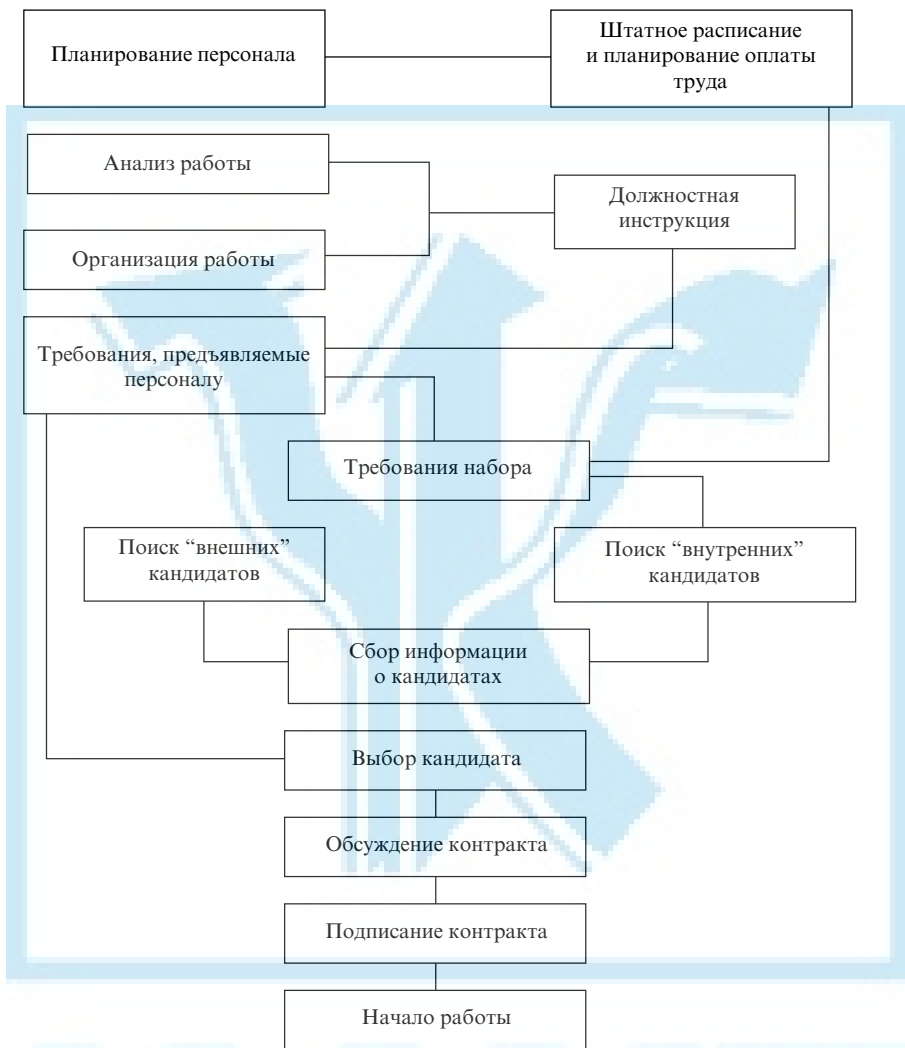 Планирование персонала
Штатное расписание
и планирование оплаты
труда
Анализ работы
Должностная
инструкция
Организация работы
Требования, предъявляемые
персоналу
Требования набора
Поиск “внешних”
кандидатов
Поиск “внутренних”
кандидатов
Сбор информации
о кандидатах
Выбор кандидата
Обсуждение контракта
Подписание контракта
Начало работы